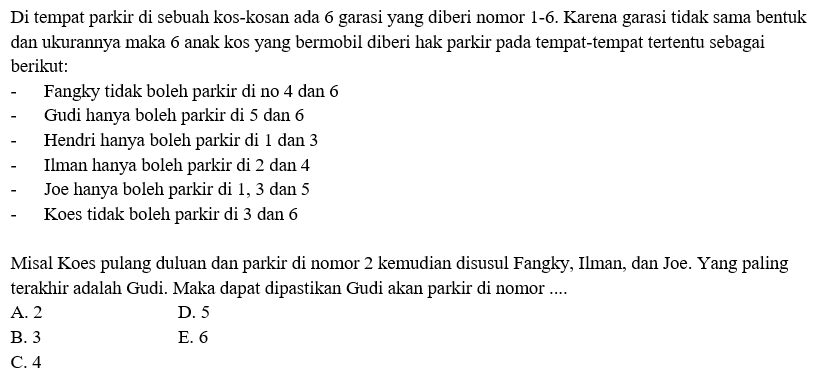 Di tempat parkir di sebuah kos-kosan ada 6 garasi yang diberi nomor 1-6. Karena garasi tidak sama bentuk
dan ukurannya maka 6 anak kos yang bermobil diberi hak parkir pada tempat-tempat tertentu sebagai
berikut:
- Fangky tidak boleh parkir di no 4 dan 6
- Gudi hanya boleh parkir di 5 dan 6
- Hendri hanya boleh parkir di 1 dan 3
- Ilman hanya boleh parkir di 2 dan 4
- Joe hanya boleh parkir di 1, 3 dan 5
- Koes tidak boleh parkir di 3 dan 6
Misal Koes pulang duluan dan parkir di nomor 2 kemudian disusul Fangky, Ilman, dan Joe. Yang paling
terakhir adalah Gudi. Maka dapat dipastikan Gudi akan parkir di nomor ....
A. 2 D. 5
B. 3 E. 6
C. 4